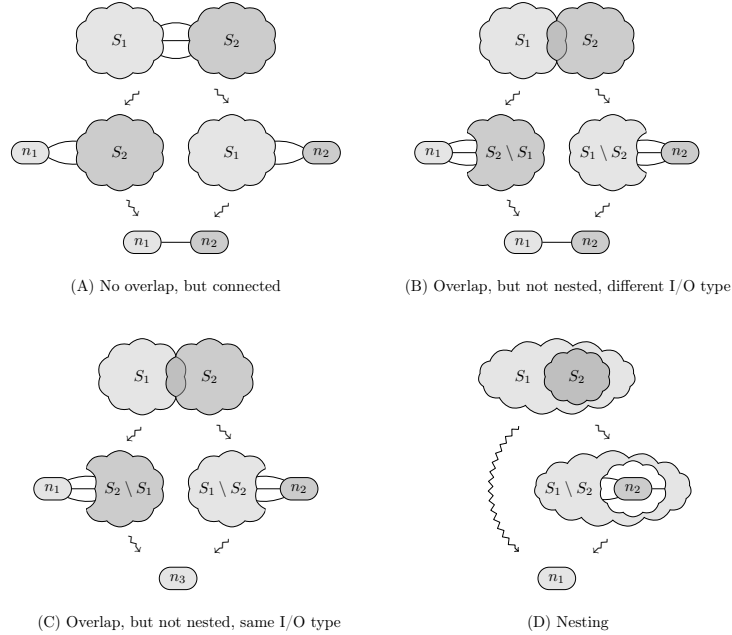 S₁ S₂
n₁ S₂ S₁ n₂
n₁ n₂
(A) No overlap, but connected
S₁ S₂
n₁ S₂ \ S₁ S₁ \ S₂ n₂
n₁ n₂
(B) Overlap, but not nested, different I/O type
S₁ S₂
n₁ S₂ \ S₁ S₁ \ S₂ n₂
n₃
(C) Overlap, but not nested, same I/O type
S₁ S₂
S₁ \ S₂ n₂
n₁
(D) Nesting